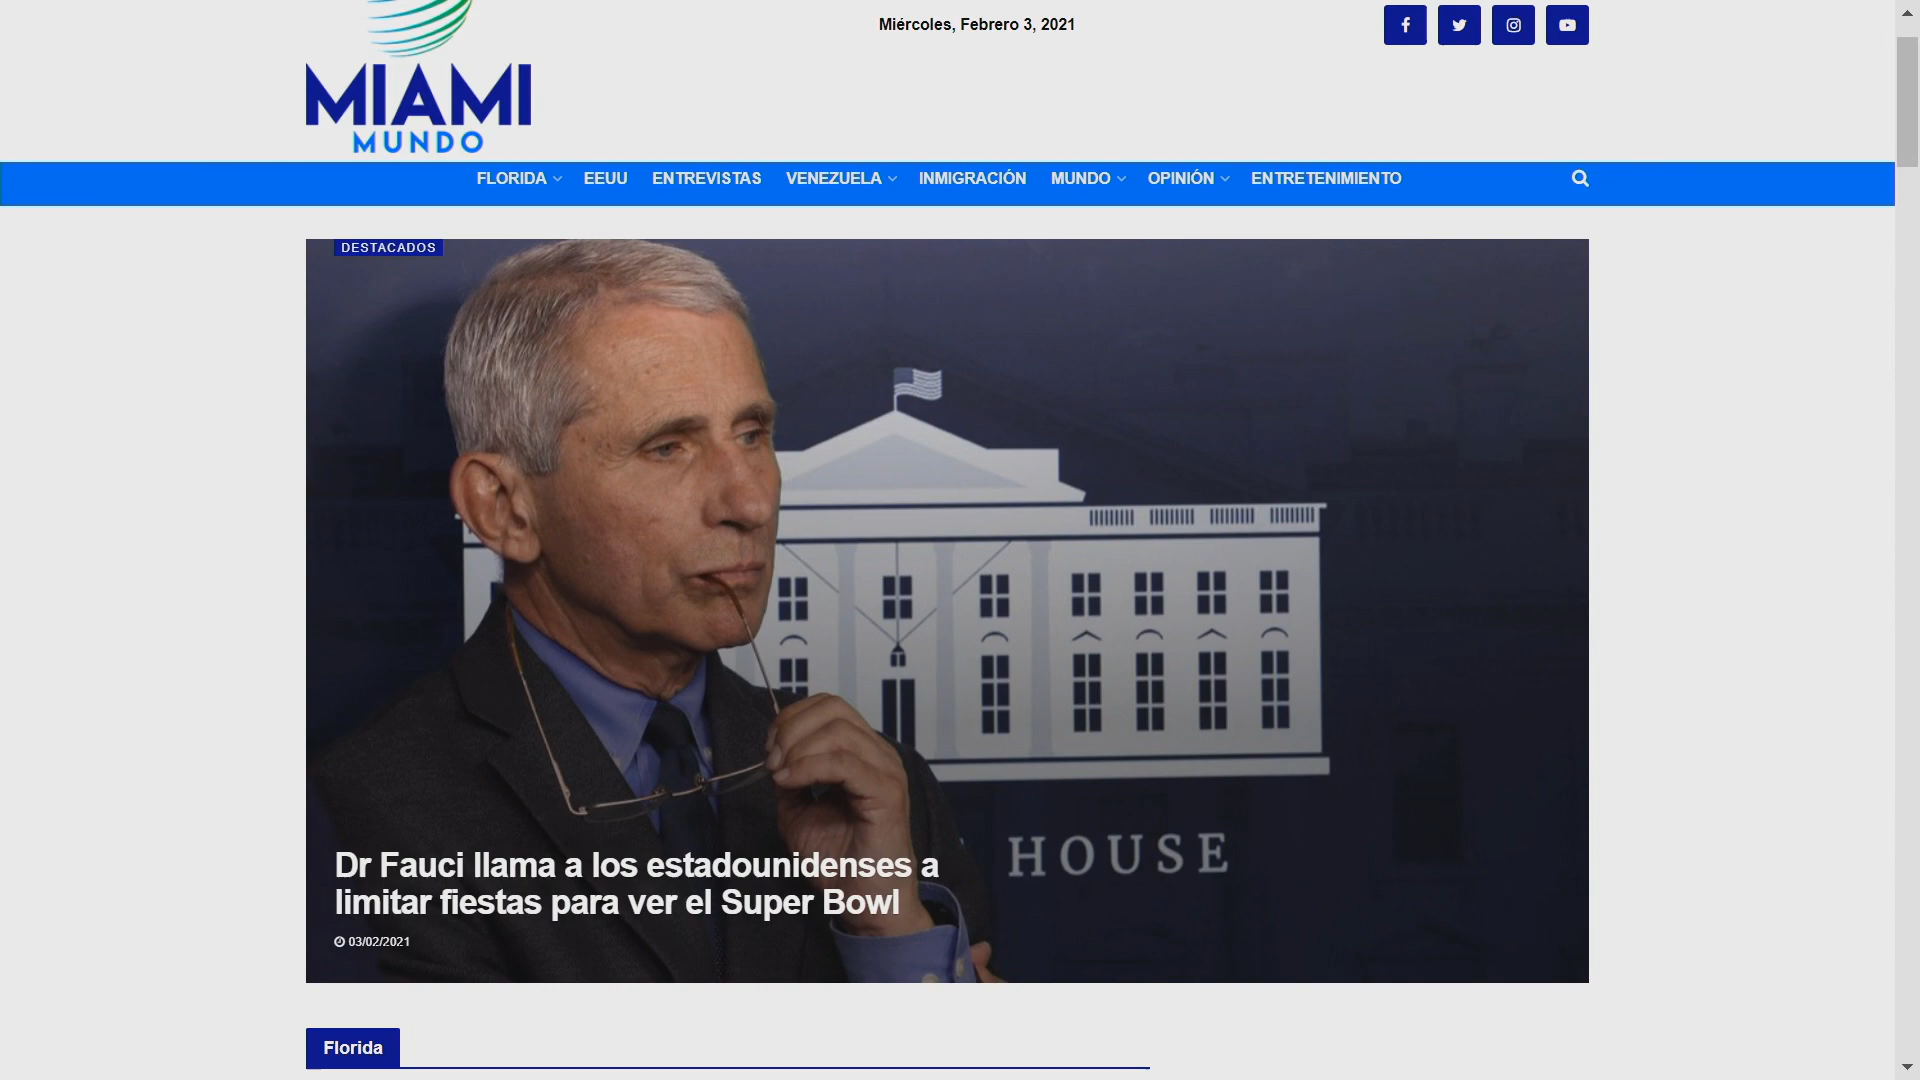 Miércoles, Febrero 3, 2021
MIAMI
MUNDO
FLORIDA EEUU ENTREVISTAS VENEZUELA INMIGRACIÓN MUNDO OPINIÓN ENTRETENIMIENTO
DESTACADOS
HOUSE
Dr Fauci llama a los estadounidenses a
limitar fiestas para ver el Super Bowl
03/02/2021
Florida